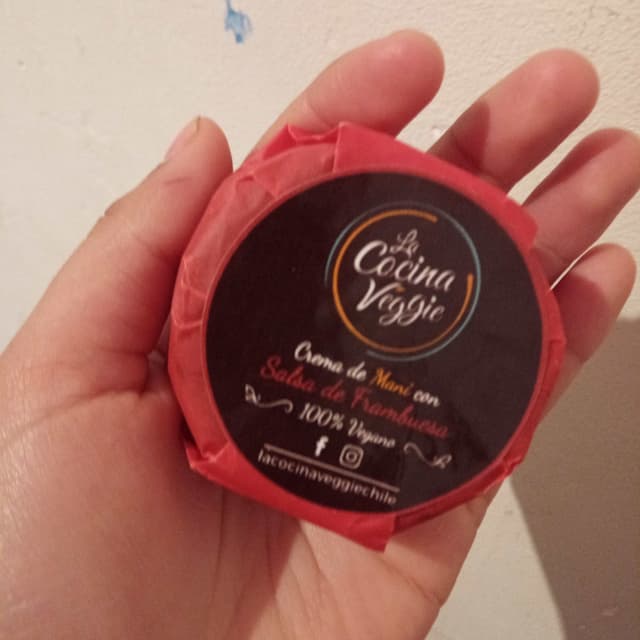 La
Cocina
Veggie
Crema de Maní con
Salsa de Frambuesa
100% Vegano
lacocinaveggiechile